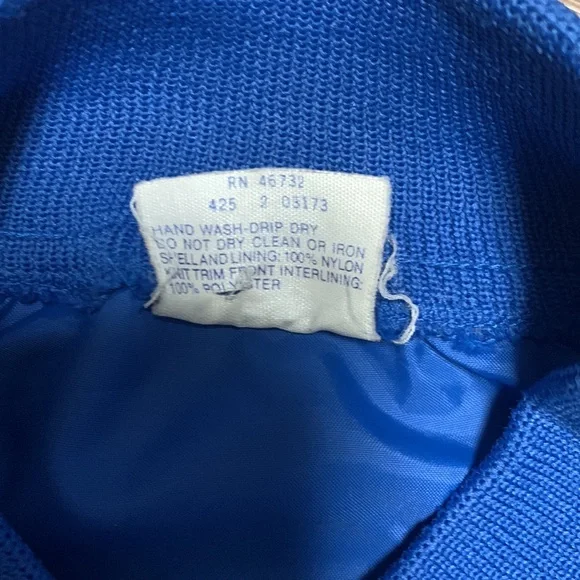 RN 46732
425 2 03173
HAND WASH-DRIP DRY
DO NOT DRY CLEAN OR IRON
SHELL AND LINING: 100% NYLON
KNIT TRIM FRONT INTERLINING:
100% POLYESTER